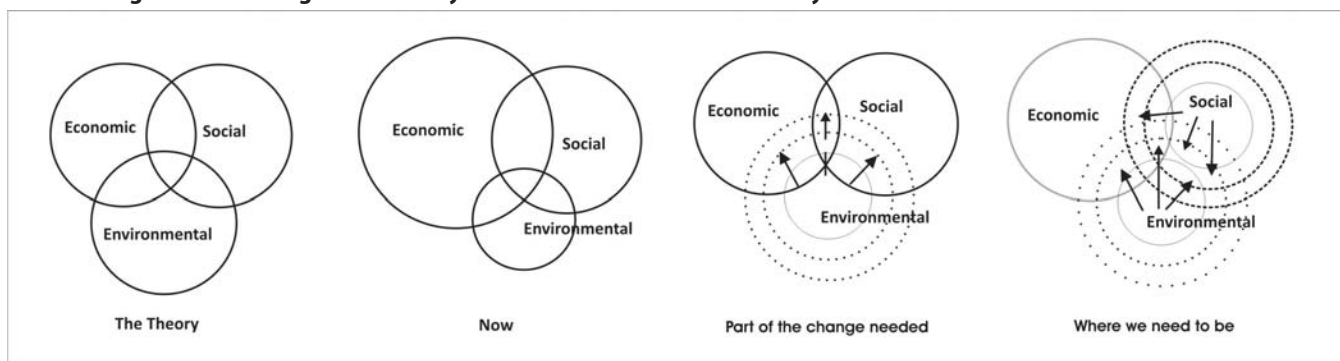 Economic
Social
Environmental
The Theory
Economic
Social
Environmental
Now
Economic
Social
Environmental
Part of the change needed
Economic
Social
Environmental
Where we need to be